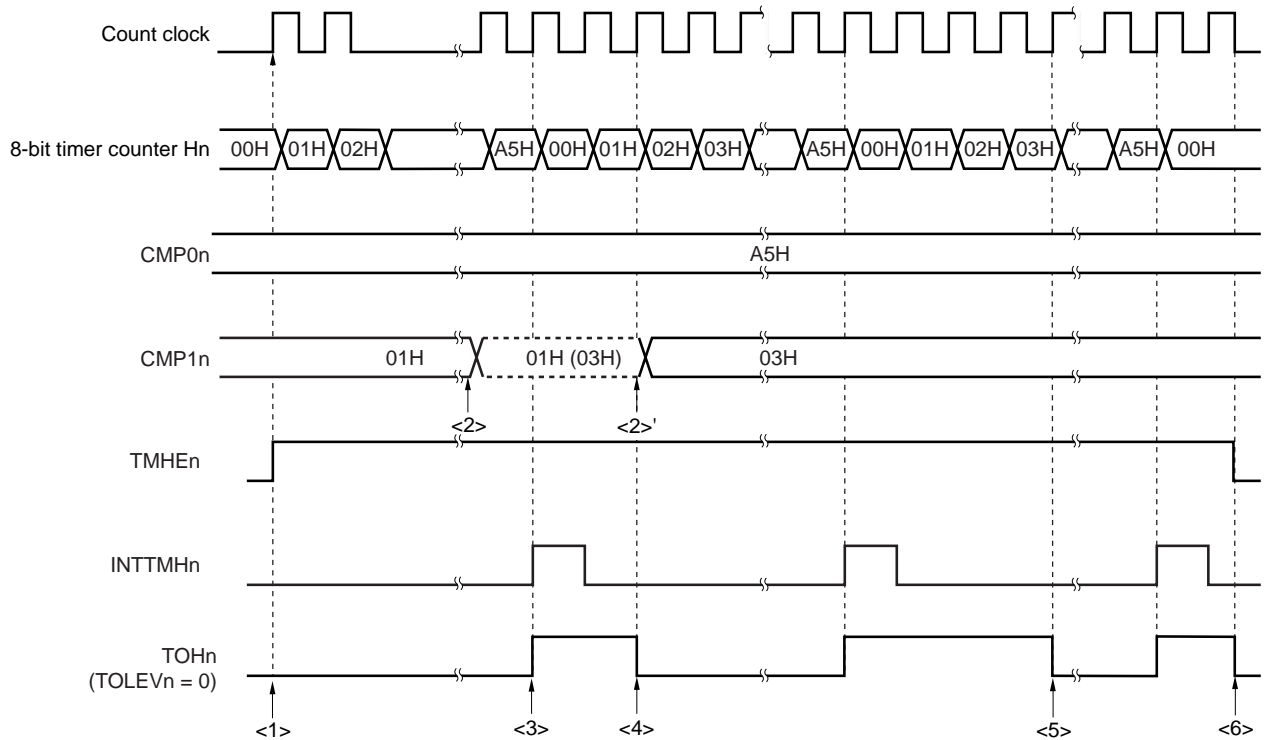 Count clock
8-bit timer counter Hn 00H 01H 02H A5H 00H 01H 02H 03H A5H 00H 01H 02H 03H A5H 00H
CMP0n A5H
CMP1n 01H 01H (03H) 03H
<2> <2>'
TMHEn
INTTMHn
TOHn
(TOLEVn = 0)
<1> <3> <4> <5> <6>